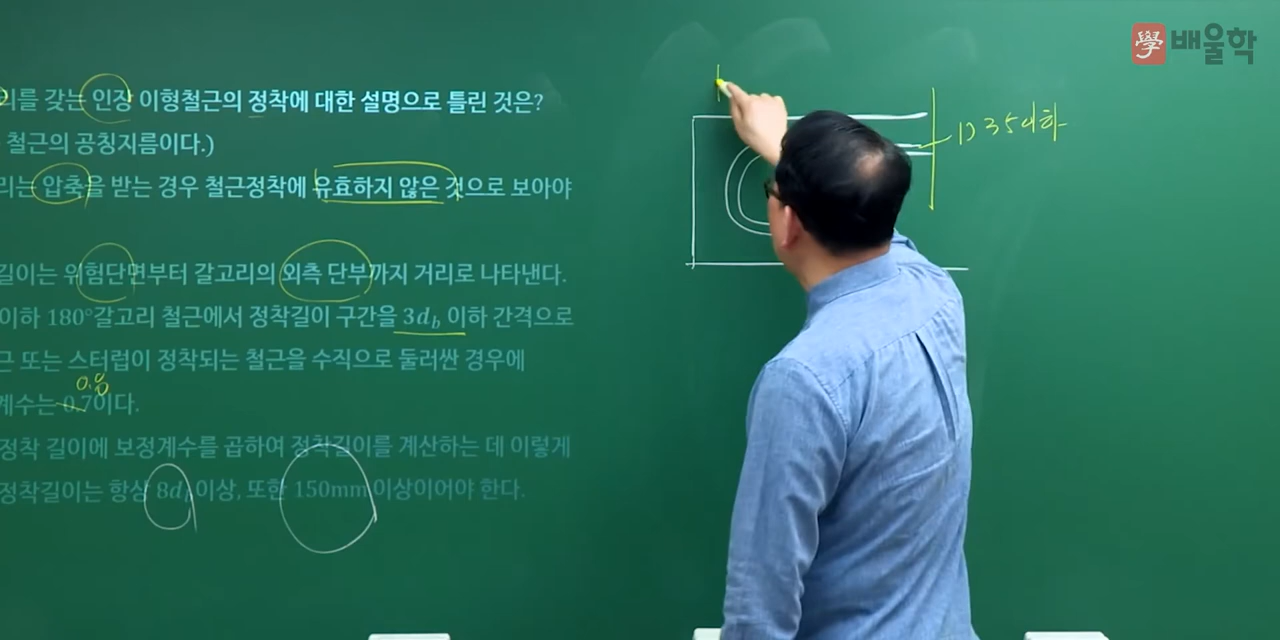 學 배울학
리를 갖는 인장 이형철근의 정착에 대한 설명으로 틀린 것은?
철근의 공칭지름이다.)
리는 압축을 받는 경우 철근정착에 유효하지 않은 것으로 보아야
길이는 위험단면부터 갈고리의 외측 단부까지 거리로 나타낸다.
이하 180°갈고리 철근에서 정착길이 구간을 3d_b 이하 간격으로
근 또는 스터럽이 정착되는 철근을 수직으로 둘러싼 경우에
0.8
계수는 0.7이다.
정착 길이에 보정계수를 곱하여 정착길이를 계산하는 데 이렇게
정착길이는 항상 8d_b 이상, 또한 150mm 이상이어야 한다.
D35이하